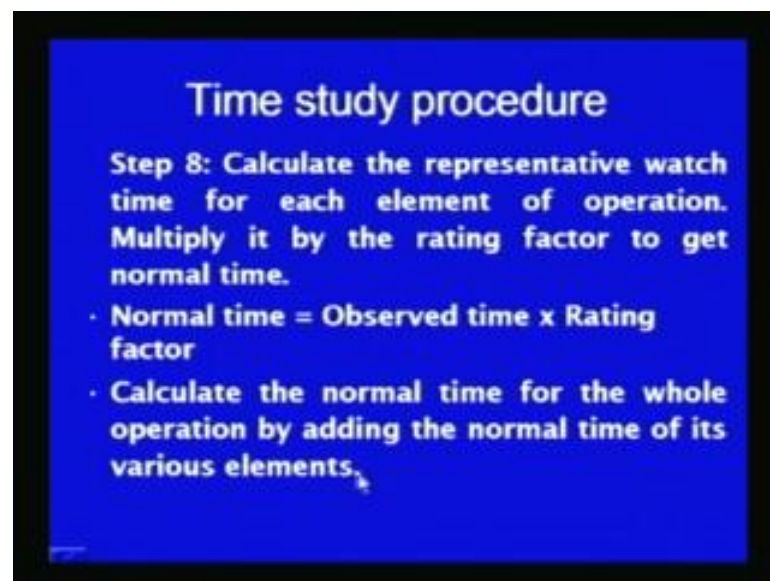 Time study procedure
Step 8: Calculate the representative watch
time for each element of operation.
Multiply it by the rating factor to get
normal time.
· Normal time = Observed time x Rating
factor
· Calculate the normal time for the whole
operation by adding the normal time of its
various elements.